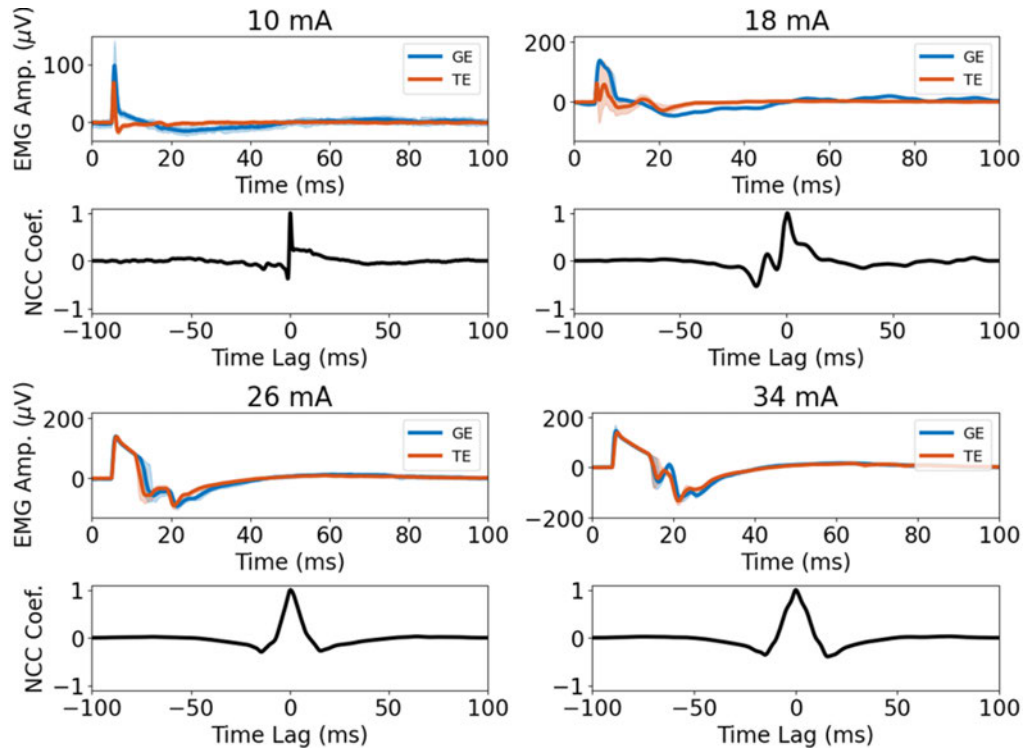 10 mA
18 mA
EMG Amp. (µV)
100
0
GE
TE
0 20 40 60 80 100
Time (ms)
200
0
GE
TE
0 20 40 60 80 100
Time (ms)
NCC Coef.
1
0
−1
−100 −50 0 50 100
Time Lag (ms)
1
0
−1
−100 −50 0 50 100
Time Lag (ms)
26 mA
34 mA
EMG Amp. (µV)
200
0
GE
TE
0 20 40 60 80 100
Time (ms)
200
0
−200
GE
TE
0 20 40 60 80 100
Time (ms)
NCC Coef.
1
0
−1
−100 −50 0 50 100
Time Lag (ms)
1
0
−1
−100 −50 0 50 100
Time Lag (ms)